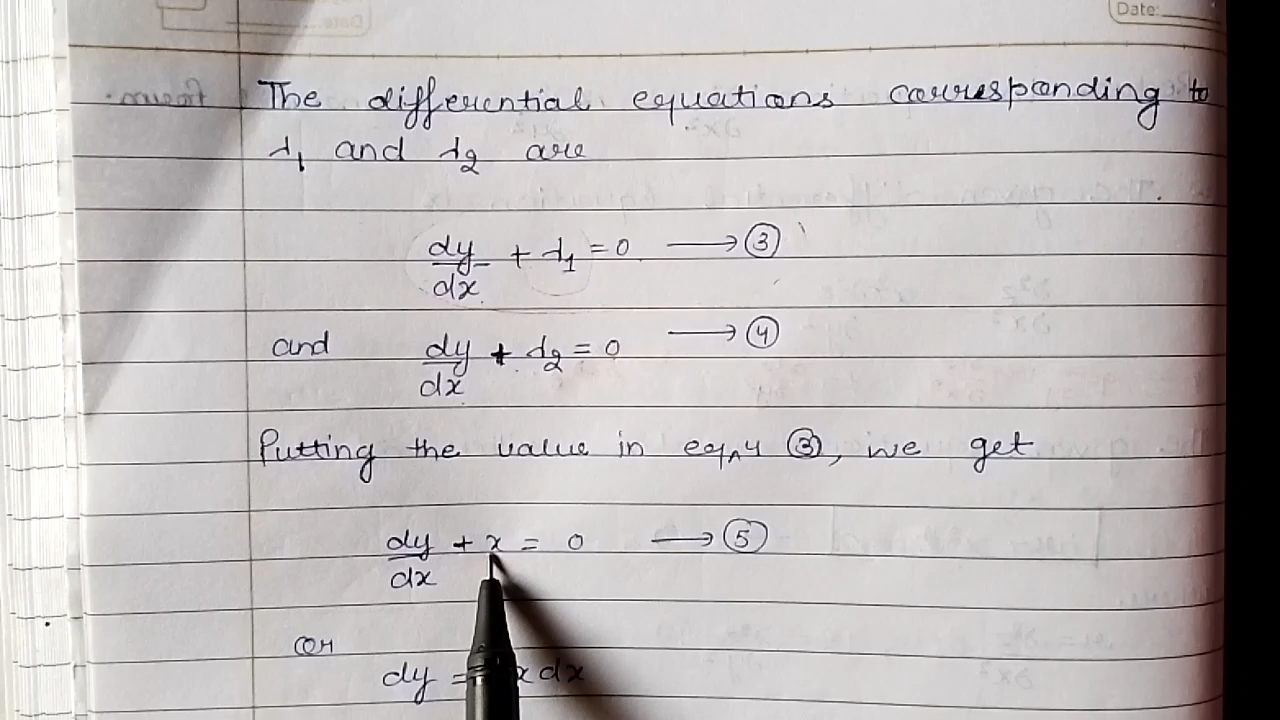 Date:
The differential equations corresponding to
λ₁ and λ₂ are
dy/dx + λ₁ = 0 ⟶ ③
and dy/dx + λ₂ = 0 ⟶ ④
Putting the value in eqn 4 ③, we get
dy/dx + x = 0 ⟶ ⑤
or
dy = x dx